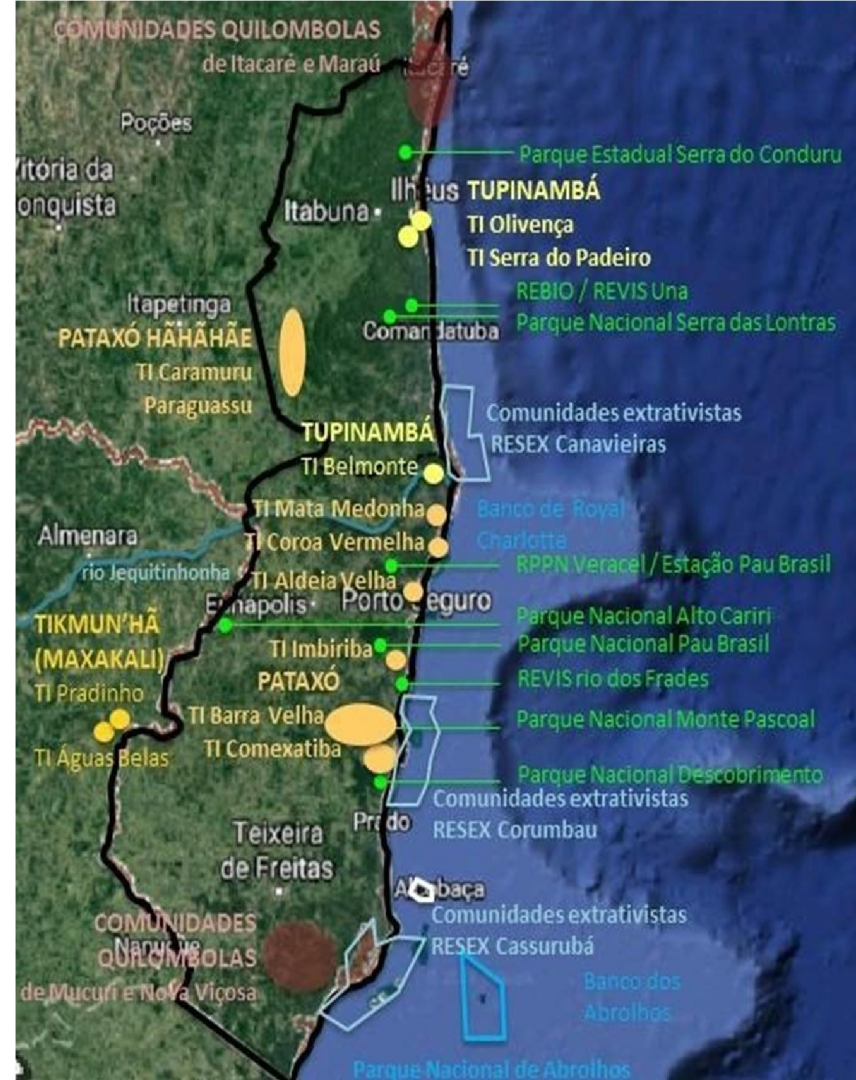 COMUNIDADES QUILOMBOLAS
de Itacaré e Maraú
Itacaré
Poções
Vitória da
onquista
Parque Estadual Serra do Conduru
Ilhéus
Itabuna
TUPINAMBÁ
TI Olivença
TI Serra do Padeiro
REBIO / REVIS Una
Itapetinga
Parque Nacional Serra das Lontras
Comandatuba
PATAXÓ HÃHÃHÃE
TI Caramuru
Paraguassu
Comunidades extrativistas
RESEX Canavieiras
TUPINAMBÁ
TI Belmonte
TI Mata Medonha
Banco de Royal
Charlotte
Almenara
TI Coroa Vermelha
RPPN Veracel / Estação Pau Brasil
rio Jequitinhonha
TI Aldeia Velha
Eunápolis
Porto Seguro
Parque Nacional Alto Cariri
TIKMUN'HÃ
(MAXAKALI)
TI Pradinho
TI Águas Belas
TI Imbiriba
Parque Nacional Pau Brasil
PATAXÓ
REVIS rio dos Frades
TI Barra Velha
Parque Nacional Monte Pascoal
TI Comexatiba
Parque Nacional Descobrimento
Comunidades extrativistas
RESEX Corumbau
Prado
Teixeira
de Freitas
Alcobaça
Comunidades extrativistas
RESEX Cassurubá
COMUNIDADES
Nanuque
QUILOMBOLAS
de Mucuri e Nova Viçosa
Banco dos
Abrolhos
Parque Nacional de Abrolhos